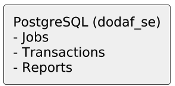 PostgreSQL (dodaf_se)
- Jobs
- Transactions
- Reports